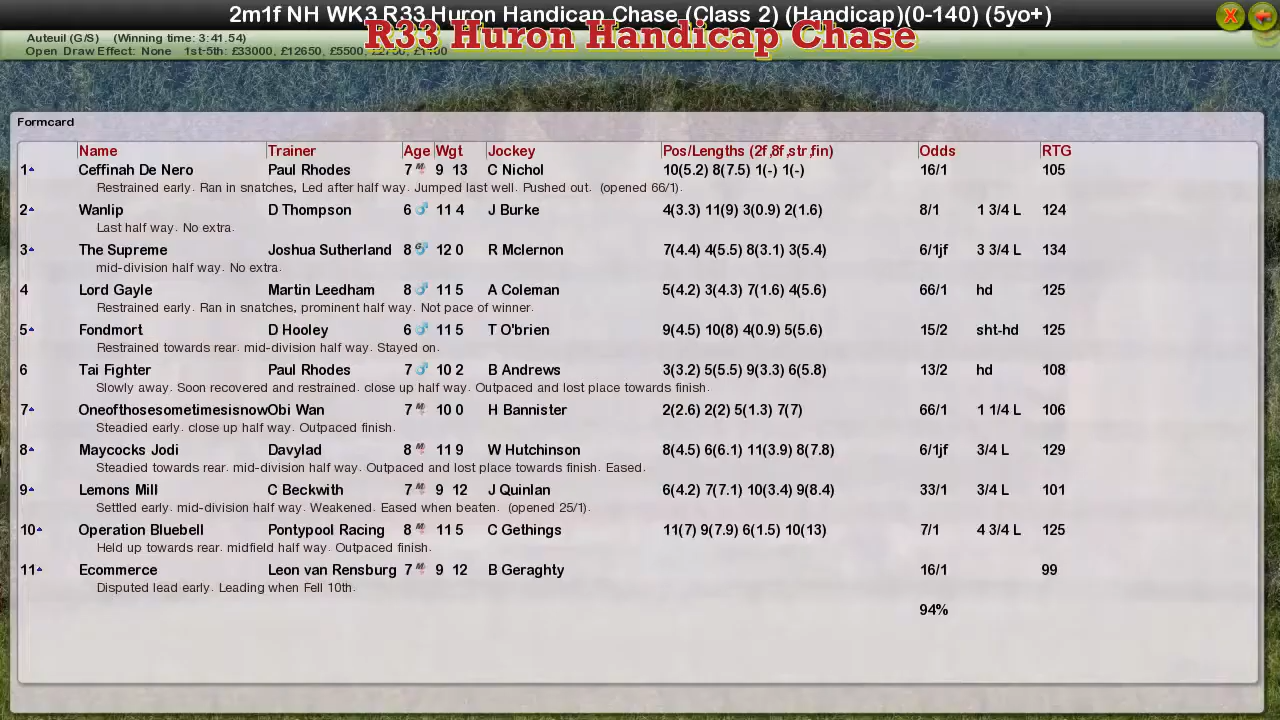 2m1f NH WK3 R33 Huron Handicap Chase (Class 2) (Handicap)(0-140) (5yo+)
R33 Huron Handicap Chase
Auteuil (G/S) (Winning time: 3:41.54)
Open Draw Effect: None 1st-5th: £33000, £12650, £5500, £2750, £1100
Formcard
Name Trainer Age Wgt Jockey Pos/Lengths (2f,8f,str,fin) Odds RTG
1 Ceffinah De Nero Paul Rhodes 7 9 13 C Nichol 10(5.2) 8(7.5) 1(-) 1(-) 16/1 105
Restrained early. Ran in snatches, Led after half way. Jumped last well. Pushed out. (opened 66/1).
2 Wanlip D Thompson 6 11 4 J Burke 4(3.3) 11(9) 3(0.9) 2(1.6) 8/1 1 3/4 L 124
Last half way. No extra.
3 The Supreme Joshua Sutherland 8 12 0 R Mclernon 7(4.4) 4(5.5) 8(3.1) 3(5.4) 6/1jf 3 3/4 L 134
mid-division half way. No extra.
4 Lord Gayle Martin Leedham 8 11 5 A Coleman 5(4.2) 3(4.3) 7(1.6) 4(5.6) 66/1 hd 125
Restrained early. Ran in snatches, prominent half way. Not pace of winner.
5 Fondmort D Hooley 6 11 5 T O'brien 9(4.5) 10(8) 4(0.9) 5(5.6) 15/2 sht-hd 125
Restrained towards rear. mid-division half way. Stayed on.
6 Tai Fighter Paul Rhodes 7 10 2 B Andrews 3(3.2) 5(5.5) 9(3.3) 6(5.8) 13/2 hd 108
Slowly away. Soon recovered and restrained. close up half way. Outpaced and lost place towards finish.
7 OneofthosesometimesisnowObi Wan 7 10 0 H Bannister 2(2.6) 2(2) 5(1.3) 7(7) 66/1 1 1/4 L 106
Steadied early. close up half way. Outpaced finish.
8 Maycocks Jodi Davylad 8 11 9 W Hutchinson 8(4.5) 6(6.1) 11(3.9) 8(7.8) 6/1jf 3/4 L 129
Steadied towards rear. mid-division half way. Outpaced and lost place towards finish. Eased.
9 Lemons Mill C Beckwith 7 9 12 J Quinlan 6(4.2) 7(7.1) 10(3.4) 9(8.4) 33/1 3/4 L 101
Settled early. mid-division half way. Weakened. Eased when beaten. (opened 25/1).
10 Operation Bluebell Pontypool Racing 8 11 5 C Gethings 11(7) 9(7.9) 6(1.5) 10(13) 7/1 4 3/4 L 125
Held up towards rear. midfield half way. Outpaced finish.
11 Ecommerce Leon van Rensburg 7 9 12 B Geraghty 16/1 99
Disputed lead early. Leading when Fell 10th.
94%